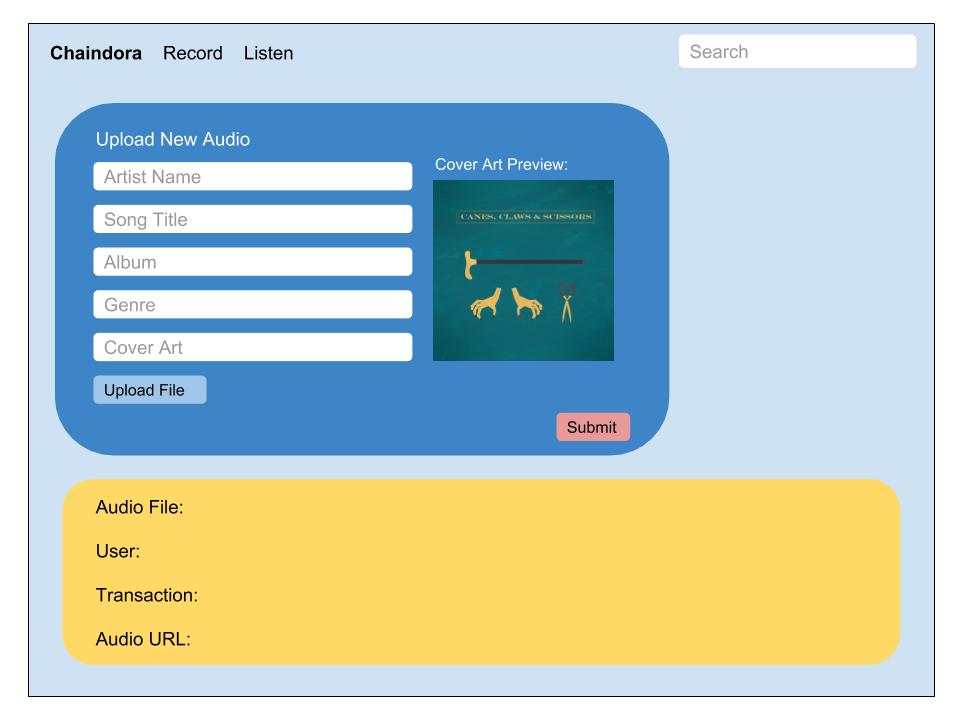 Chaindora Record Listen Search
Upload New Audio
Artist Name
Song Title
Album
Genre
Cover Art
Upload File
Cover Art Preview:
CANES, CLAWS & SCISSORS
Submit
Audio File:
User:
Transaction:
Audio URL: